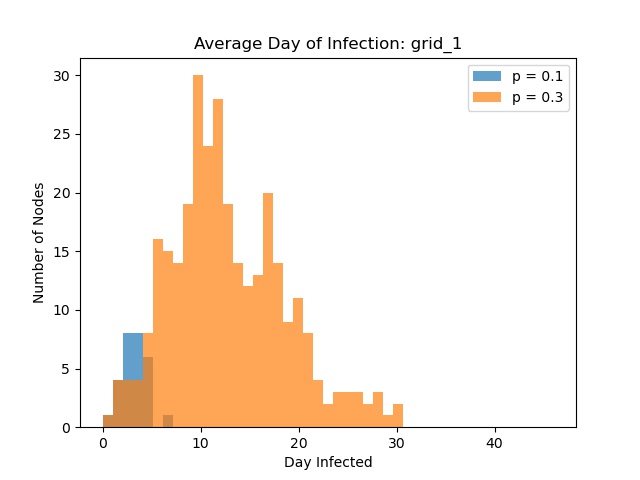 Average Day of Infection: grid_1
p = 0.1
p = 0.3
30
25
20
15
10
5
0
Number of Nodes
0 10 20 30 40
Day Infected